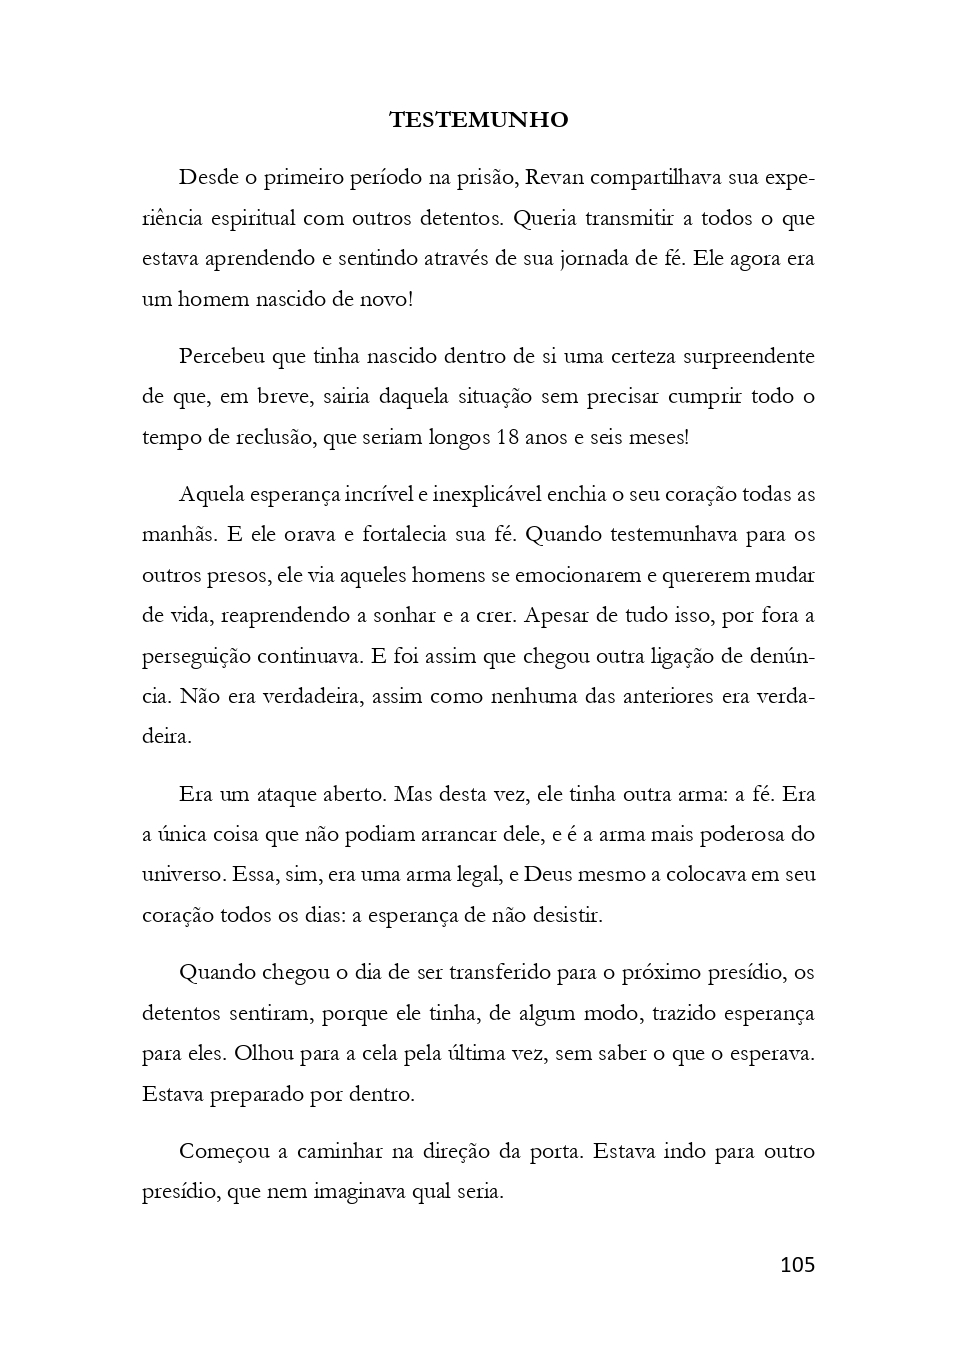 TESTEMUNHO
Desde o primeiro período na prisão, Revan compartilhava sua expe-
riência espiritual com outros detentos. Queria transmitir a todos o que
estava aprendendo e sentindo através de sua jornada de fé. Ele agora era
um homem nascido de novo!
Percebeu que tinha nascido dentro de si uma certeza surpreendente
de que, em breve, sairia daquela situação sem precisar cumprir todo o
tempo de reclusão, que seriam longos 18 anos e seis meses!
Aquela esperança incrível e inexplicável enchia o seu coração todas as
manhãs. E ele orava e fortalecia sua fé. Quando testemunhava para os
outros presos, ele via aqueles homens se emocionarem e quererem mudar
de vida, reaprendendo a sonhar e a crer. Apesar de tudo isso, por fora a
perseguição continuava. E foi assim que chegou outra ligação de denún-
cia. Não era verdadeira, assim como nenhuma das anteriores era verda-
deira.
Era um ataque aberto. Mas desta vez, ele tinha outra arma: a fé. Era
a única coisa que não podiam arrancar dele, e é a arma mais poderosa do
universo. Essa, sim, era uma arma legal, e Deus mesmo a colocava em seu
coração todos os dias: a esperança de não desistir.
Quando chegou o dia de ser transferido para o próximo presídio, os
detentos sentiram, porque ele tinha, de algum modo, trazido esperança
para eles. Olhou para a cela pela última vez, sem saber o que o esperava.
Estava preparado por dentro.
Começou a caminhar na direção da porta. Estava indo para outro
presídio, que nem imaginava qual seria.
105